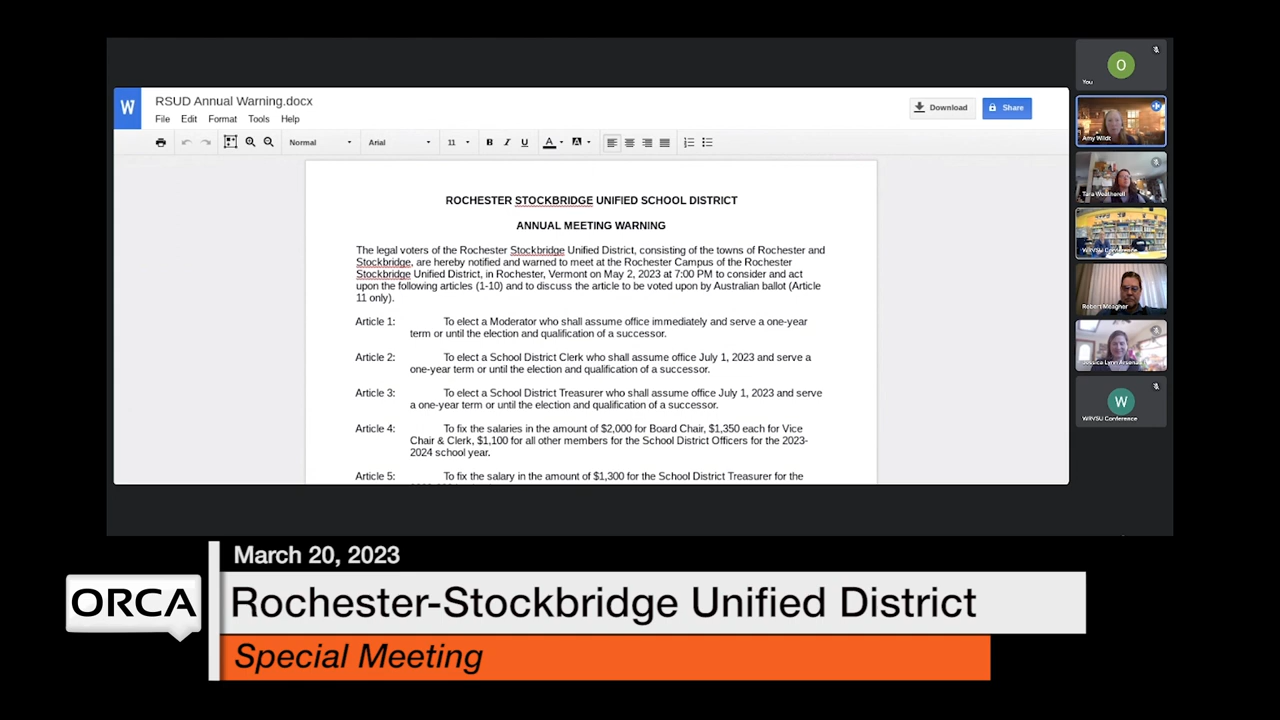 RSUD Annual Warning.docx
File Edit Format Tools Help
Download
Share
Normal
Arial
11
B I U A A
ROCHESTER STOCKBRIDGE UNIFIED SCHOOL DISTRICT
ANNUAL MEETING WARNING
The legal voters of the Rochester Stockbridge Unified District, consisting of the towns of Rochester and
Stockbridge, are hereby notified and warned to meet at the Rochester Campus of the Rochester
Stockbridge Unified District, in Rochester, Vermont on May 2, 2023 at 7:00 PM to consider and act
upon the following articles (1-10) and to discuss the article to be voted upon by Australian ballot (Article
11 only).
Article 1: To elect a Moderator who shall assume office immediately and serve a one-year
term or until the election and qualification of a successor.
Article 2: To elect a School District Clerk who shall assume office July 1, 2023 and serve a
one-year term or until the election and qualification of a successor.
Article 3: To elect a School District Treasurer who shall assume office July 1, 2023 and serve
a one-year term or until the election and qualification of a successor.
Article 4: To fix the salaries in the amount of $2,000 for Board Chair, $1,350 each for Vice
Chair & Clerk, $1,100 for all other members for the School District Officers for the 2023-
2024 school year.
Article 5: To fix the salary in the amount of $1,300 for the School District Treasurer for the
O
You
Amy Wildt
Tara Weatherell
WRVSU Conference
Robert Meagher
Jessica Lynn
W
WRVSU Conference
March 20, 2023
ORCA
Rochester-Stockbridge Unified District
Special Meeting